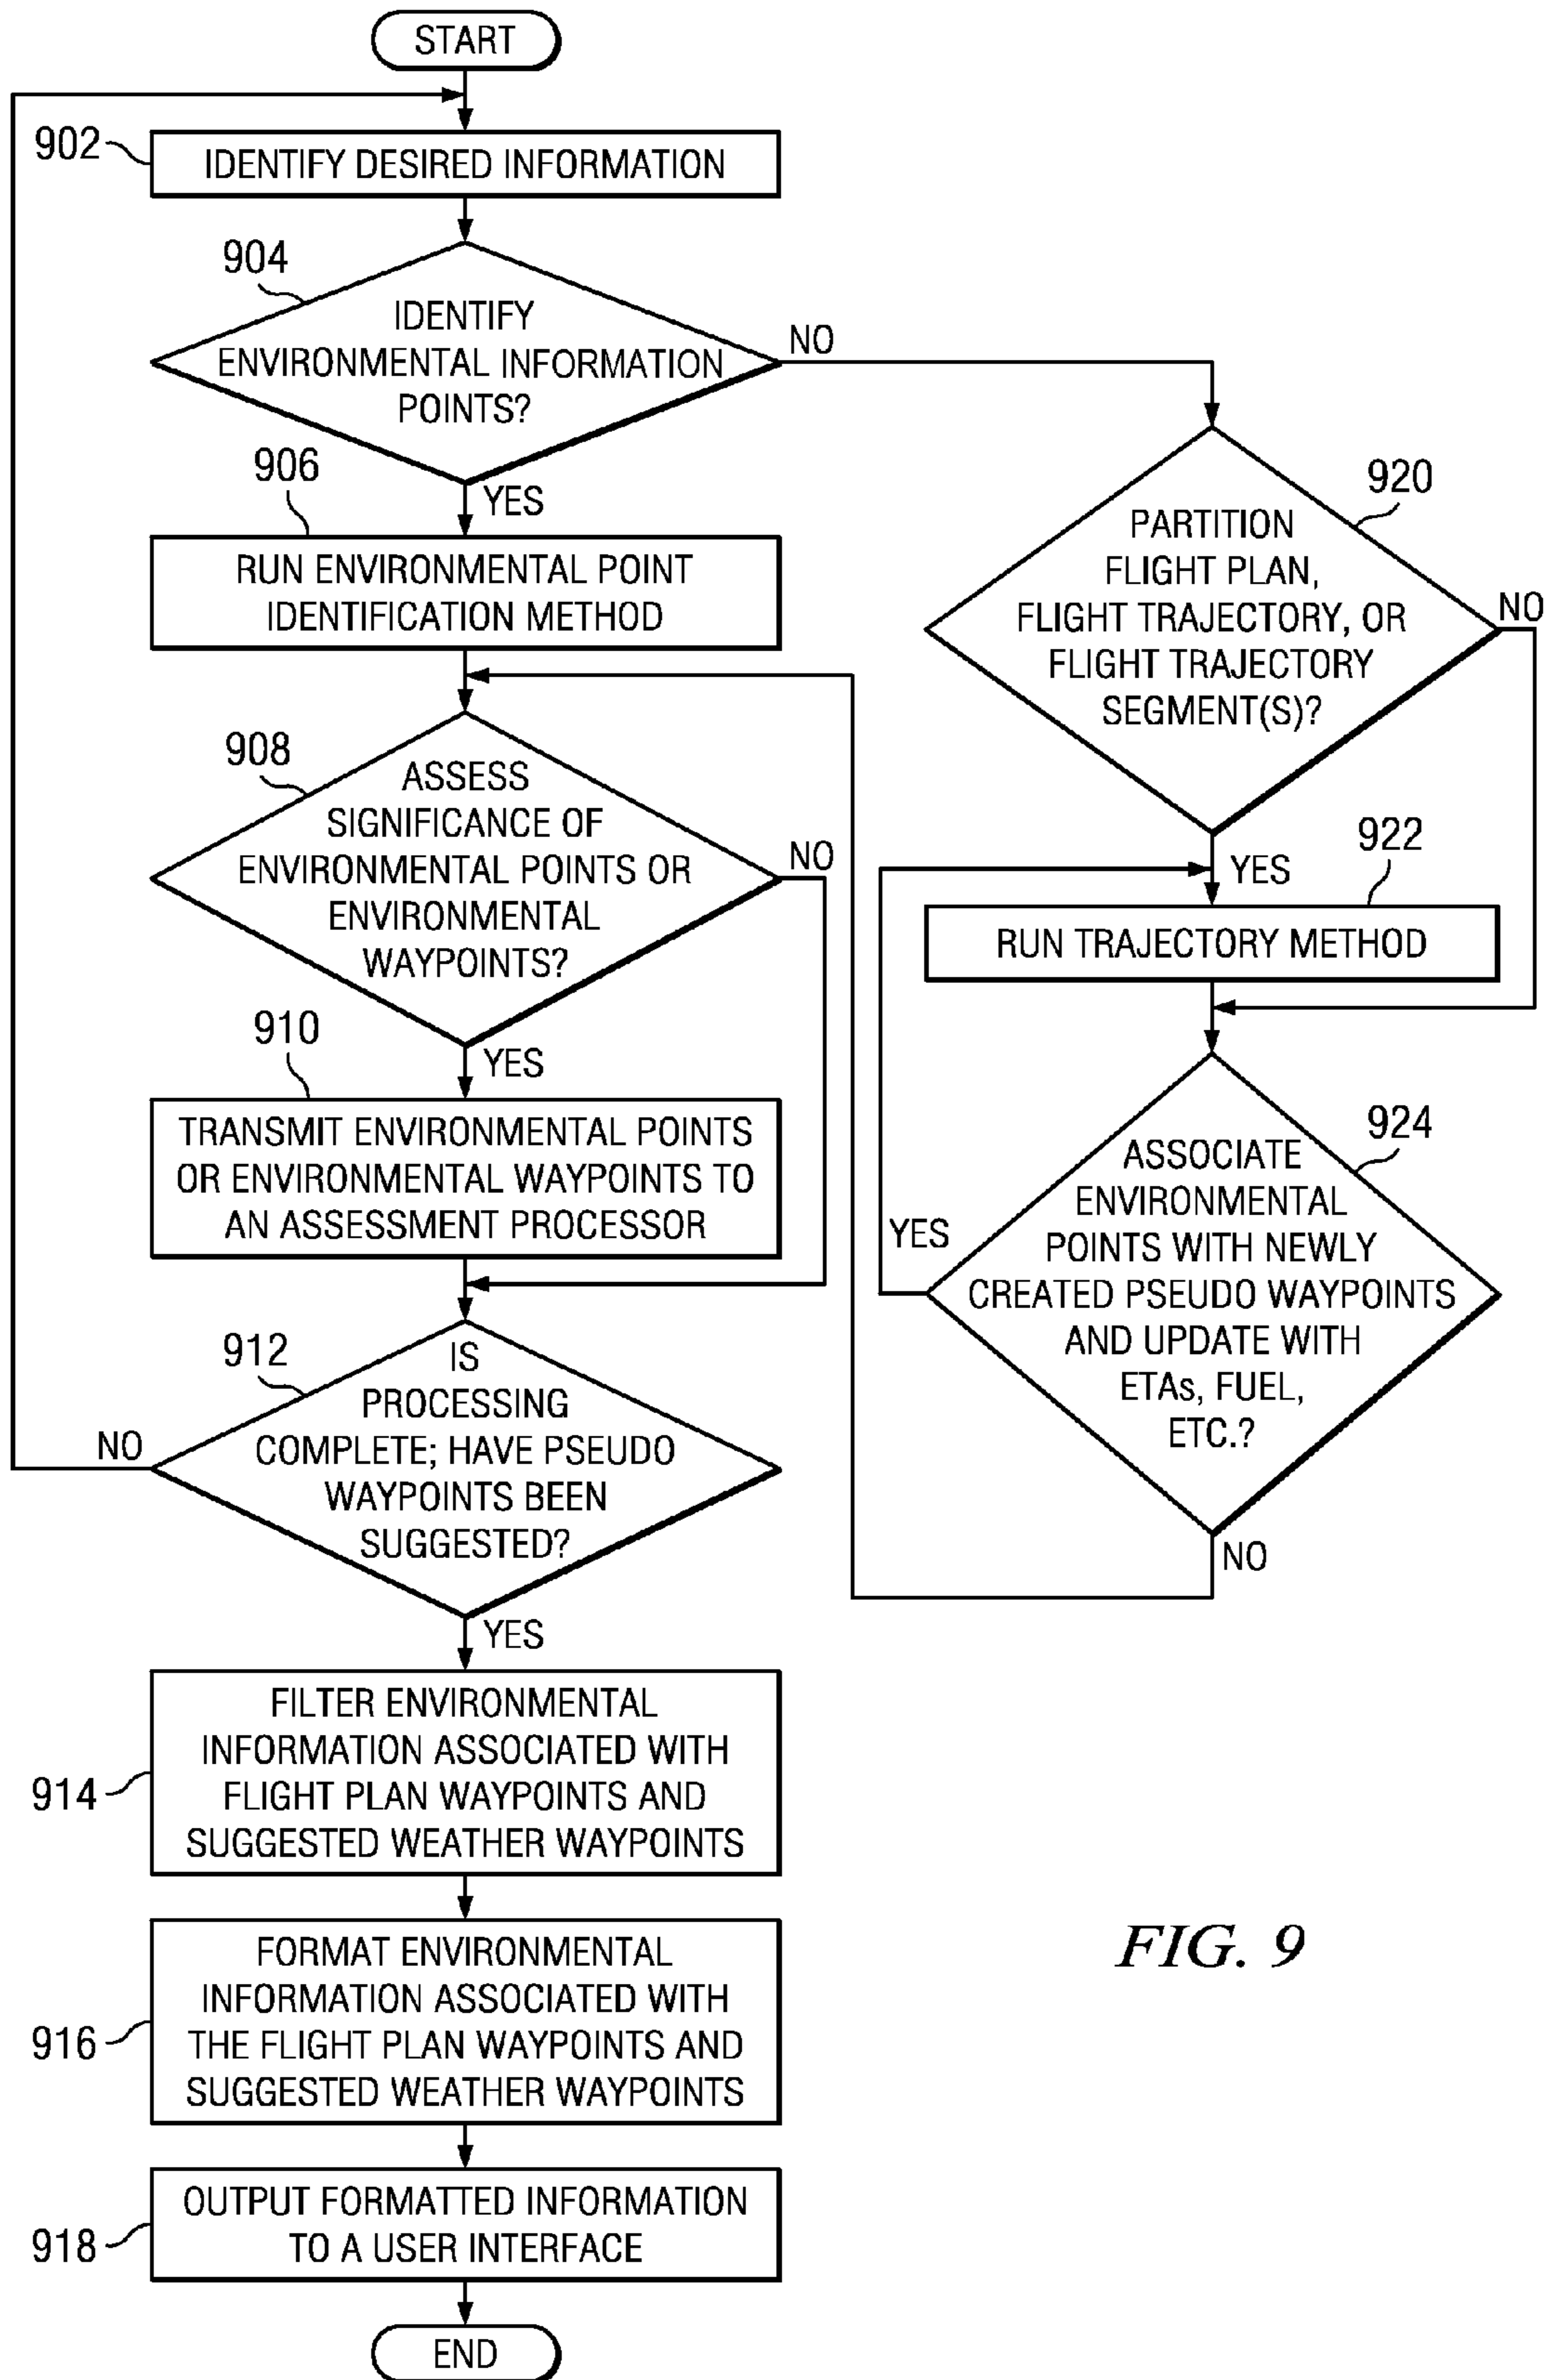 START
902
IDENTIFY DESIRED INFORMATION
904
IDENTIFY
ENVIRONMENTAL INFORMATION
POINTS?
NO
YES
906
RUN ENVIRONMENTAL POINT
IDENTIFICATION METHOD
908
ASSESS
SIGNIFICANCE OF
ENVIRONMENTAL POINTS OR
ENVIRONMENTAL
WAYPOINTS?
NO
YES
910
TRANSMIT ENVIRONMENTAL POINTS
OR ENVIRONMENTAL WAYPOINTS TO
AN ASSESSMENT PROCESSOR
912
IS
PROCESSING
COMPLETE; HAVE PSEUDO
WAYPOINTS BEEN
SUGGESTED?
NO
YES
914
FILTER ENVIRONMENTAL
INFORMATION ASSOCIATED WITH
FLIGHT PLAN WAYPOINTS AND
SUGGESTED WEATHER WAYPOINTS
916
FORMAT ENVIRONMENTAL
INFORMATION ASSOCIATED WITH
THE FLIGHT PLAN WAYPOINTS AND
SUGGESTED WEATHER WAYPOINTS
918
OUTPUT FORMATTED INFORMATION
TO A USER INTERFACE
END
920
PARTITION
FLIGHT PLAN,
FLIGHT TRAJECTORY, OR
FLIGHT TRAJECTORY
SEGMENT(S)?
NO
YES
922
RUN TRAJECTORY METHOD
924
ASSOCIATE
ENVIRONMENTAL
POINTS WITH NEWLY
CREATED PSEUDO WAYPOINTS
AND UPDATE WITH
ETAs, FUEL,
ETC.?
YES
NO
FIG. 9